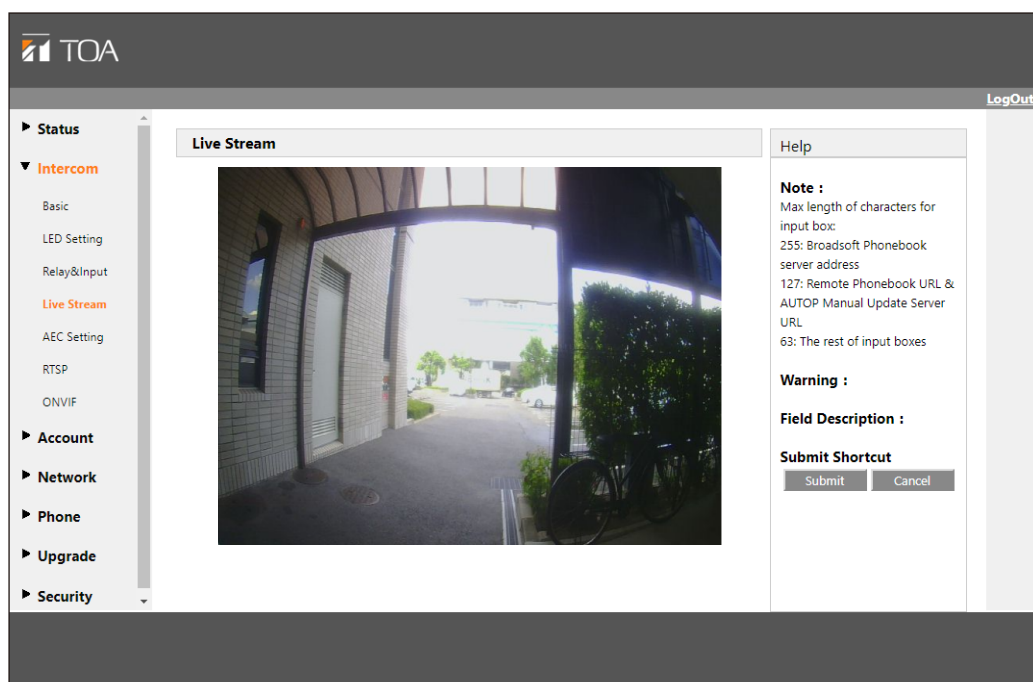 TOA
LogOut
Status
Intercom
Basic
LED Setting
Relay&Input
Live Stream
AEC Setting
RTSP
ONVIF
Account
Network
Phone
Upgrade
Security
Live Stream
Help
Note :
Max length of characters for
input box:
255: Broadsoft Phonebook
server address
127: Remote Phonebook URL &
AUTOP Manual Update Server
URL
63: The rest of input boxes
Warning :
Field Description :
Submit Shortcut
Submit Cancel